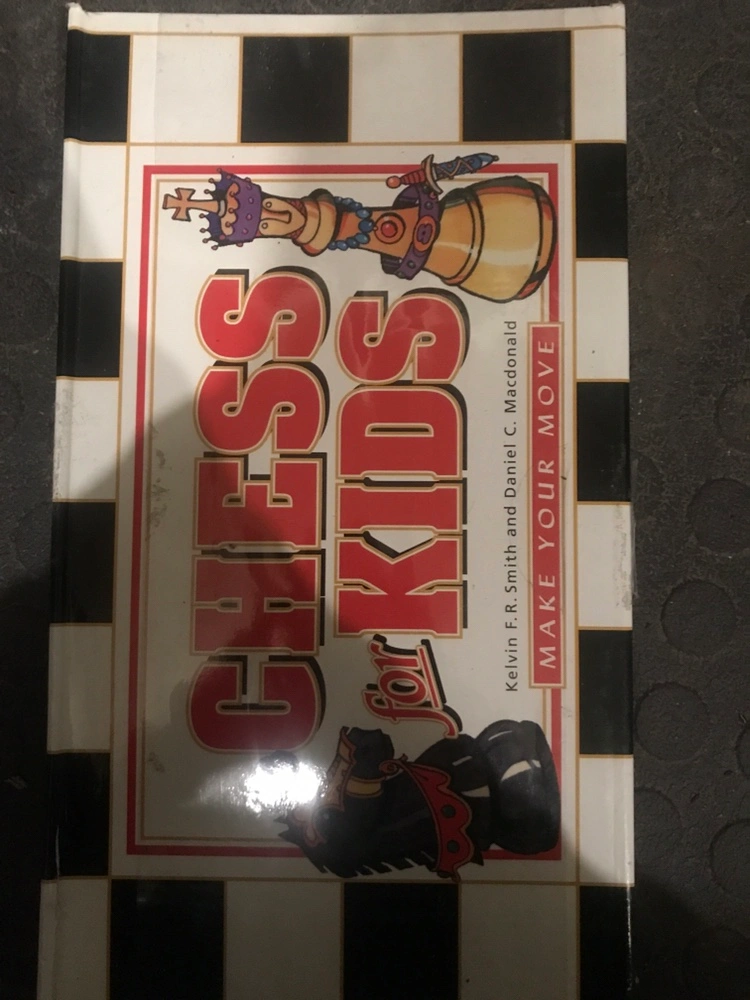 CHESS
for KIDS
Kelvin F.R. Smith and Daniel C. Macdonald
MAKE YOUR MOVE